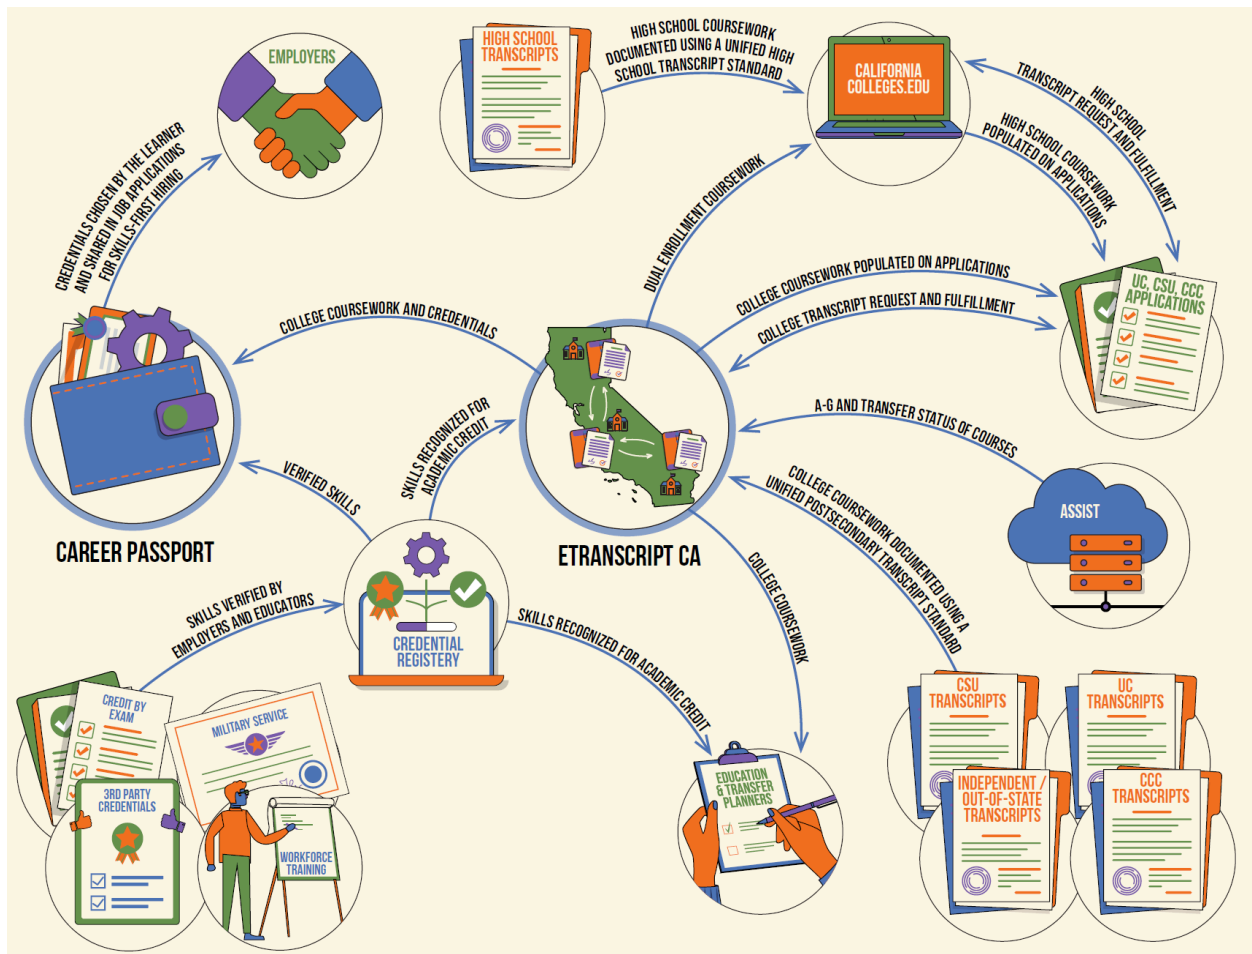 EMPLOYERS
HIGH SCHOOL
TRANSCRIPTS
HIGH SCHOOL COURSEWORK
DOCUMENTED USING A UNIFIED HIGH
SCHOOL TRANSCRIPT STANDARD
CALIFORNIA
COLLEGES.EDU
HIGH SCHOOL
TRANSCRIPT REQUEST AND FULFILLMENT
HIGH SCHOOL COURSEWORK
POPULATED ON APPLICATIONS
CREDENTIALS CHOSEN BY THE LEARNER
AND SHARED IN JOB APPLICATIONS
FOR SKILLS-FIRST HIRING
DUAL ENROLLMENT COURSEWORK
COLLEGE COURSEWORK POPULATED ON APPLICATIONS
COLLEGE TRANSCRIPT REQUEST AND FULFILLMENT
UC, CSU, CCC
APPLICATIONS
COLLEGE COURSEWORK AND CREDENTIALS
A-G AND TRANSFER STATUS OF COURSES
SKILLS RECOGNIZED FOR
ACADEMIC CREDIT
VERIFIED SKILLS
COLLEGE COURSEWORK DOCUMENTED USING A
UNIFIED POSTSECONDARY TRANSCRIPT STANDARD
ASSIST
CAREER PASSPORT
ETRANSCRIPT CA
COLLEGE COURSEWORK
SKILLS VERIFIED BY
EMPLOYERS AND EDUCATORS
CREDENTIAL
REGISTERY
SKILLS RECOGNIZED FOR ACADEMIC CREDIT
CREDIT BY
EXAM
MILITARY SERVICE
3RD PARTY
CREDENTIALS
WORKFORCE
TRAINING
EDUCATION
& TRANSFER
PLANNERS
CSU
TRANSCRIPTS
UC
TRANSCRIPTS
INDEPENDENT /
OUT-OF-STATE
TRANSCRIPTS
CCC
TRANSCRIPTS